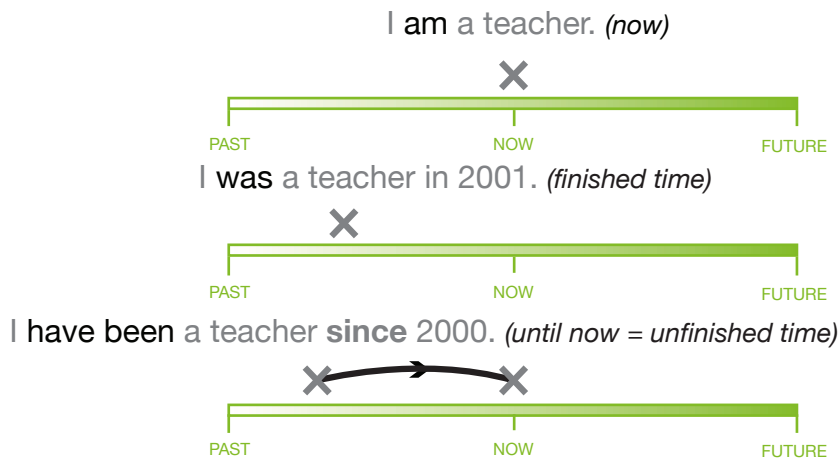 I am a teacher. (now)
PAST NOW FUTURE
I was a teacher in 2001. (finished time)
PAST NOW FUTURE
I have been a teacher since 2000. (until now = unfinished time)
PAST NOW FUTURE